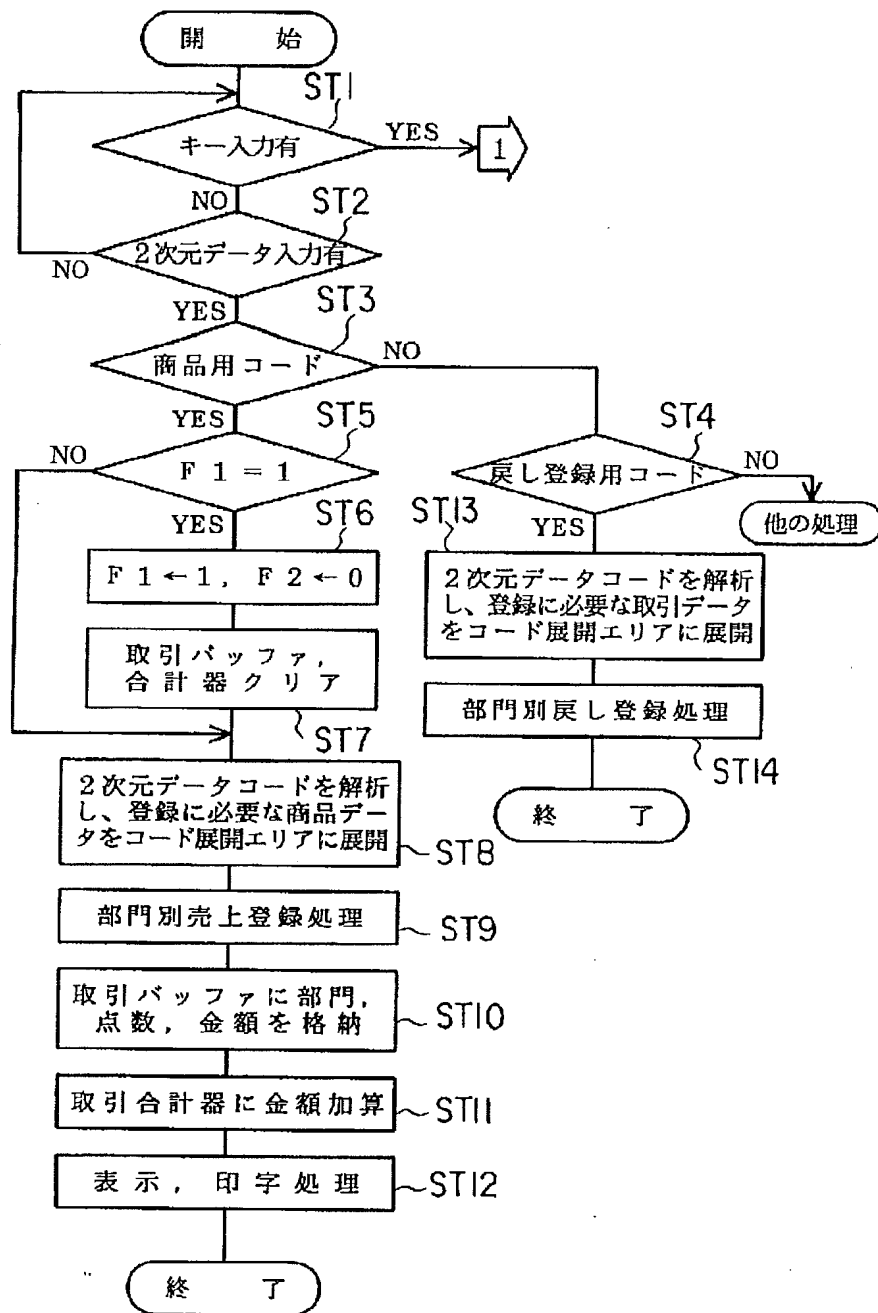 開 始
ST1
キー入力有
YES
1
NO
ST2
2次元データ入力有
NO
YES
ST3
商品用コード
NO
YES
ST5
F 1 = 1
NO
YES
ST4
戻し登録用コード
NO
他の処理
YES
ST13
2次元データコードを解析
し、登録に必要な取引データ
をコード展開エリアに展開
部門別戻し登録処理
ST14
終 了
ST6
F 1 ← 1 , F 2 ← 0
取引バッファ,
合計器クリア
ST7
2次元データコードを解析
し、登録に必要な商品デー
タをコード展開エリアに展開
ST8
部門別売上登録処理
ST9
取引バッファに部門,
点数, 金額を格納
ST10
取引合計器に金額加算
ST11
表示, 印字処理
ST12
終 了